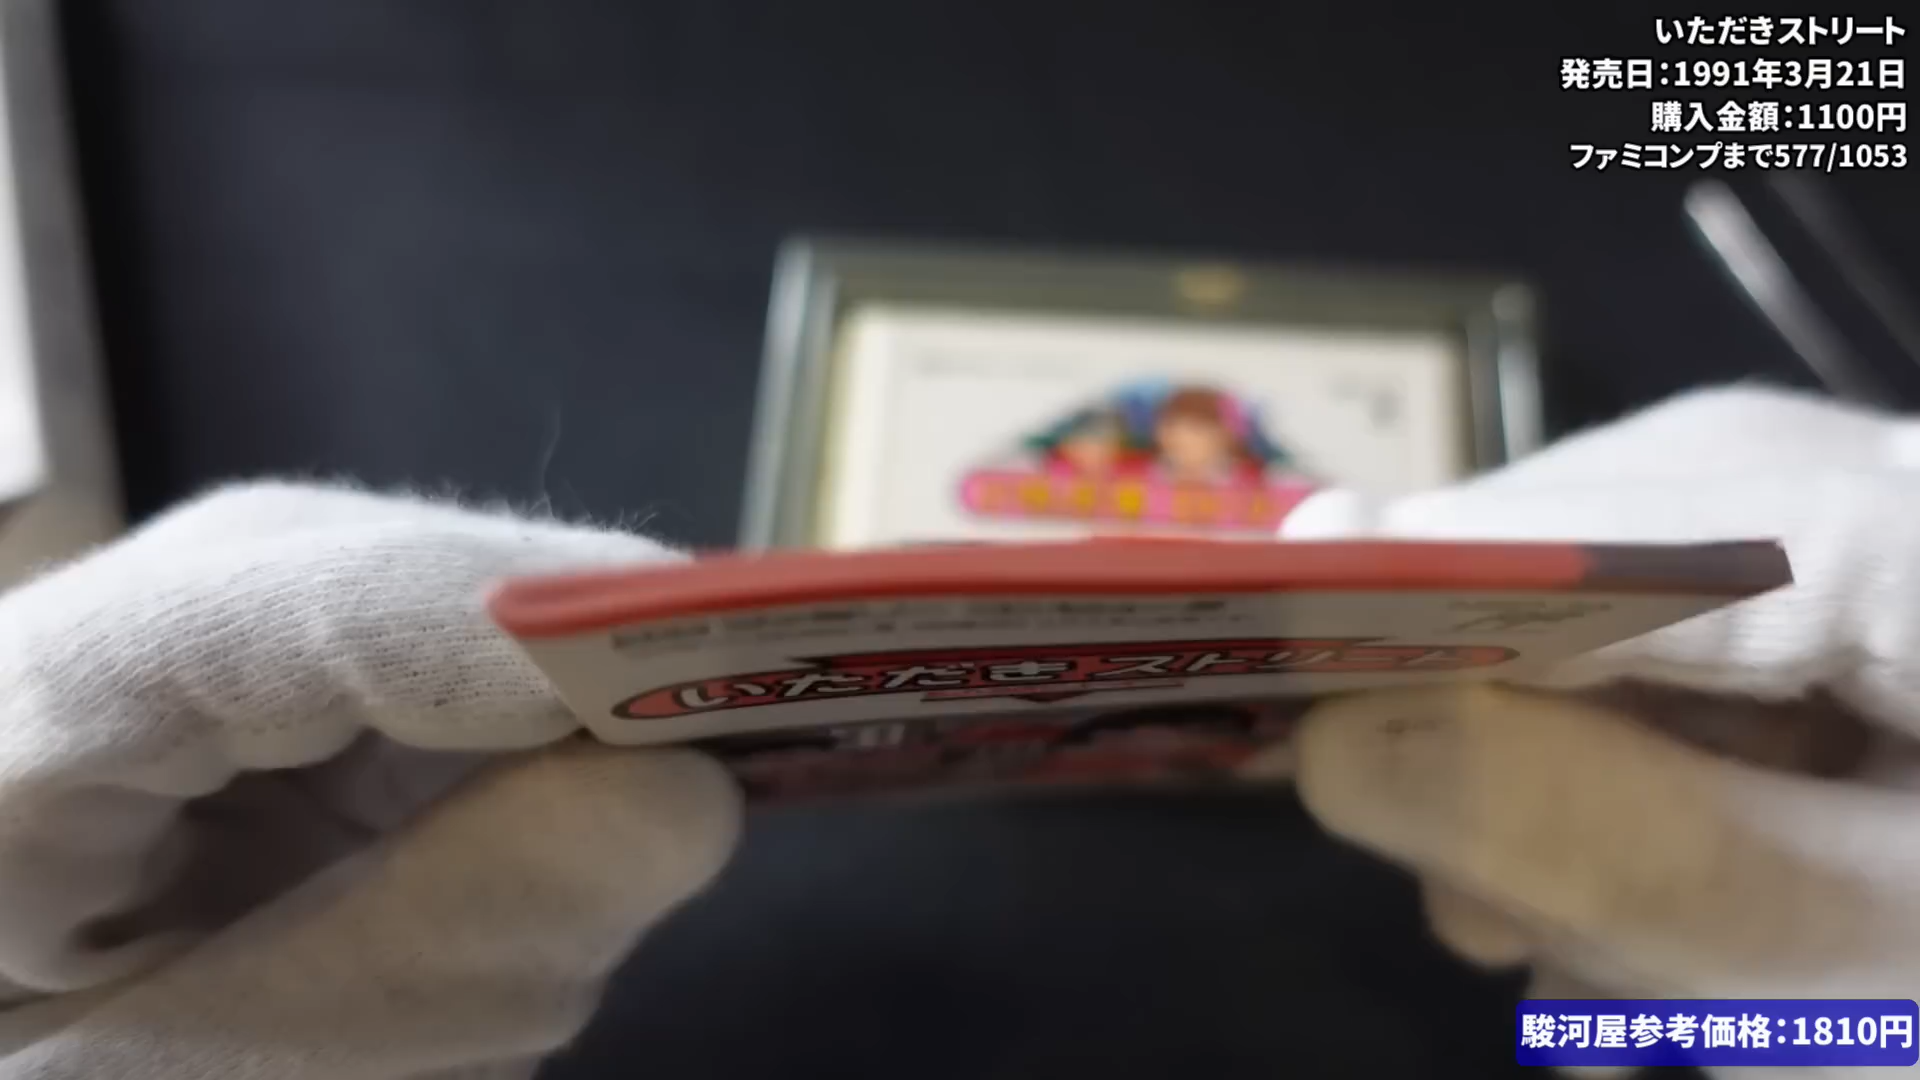 いただきストリート
発売日：1991年3月21日
購入金額：1100円
ファミコンプまで577/1053
いただきストリート
駿河屋参考価格：1810円